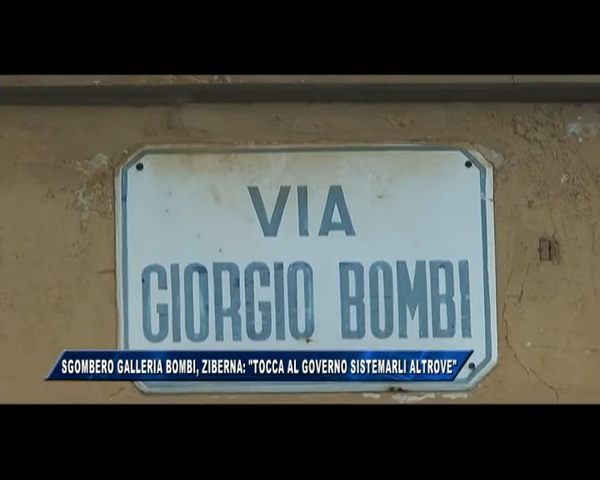 VIA
GIORGIO BOMBI
SGOMBERO GALLERIA BOMBI, ZIBERNA: "TOCCA AL GOVERNO SISTEMARLI ALTROVE"